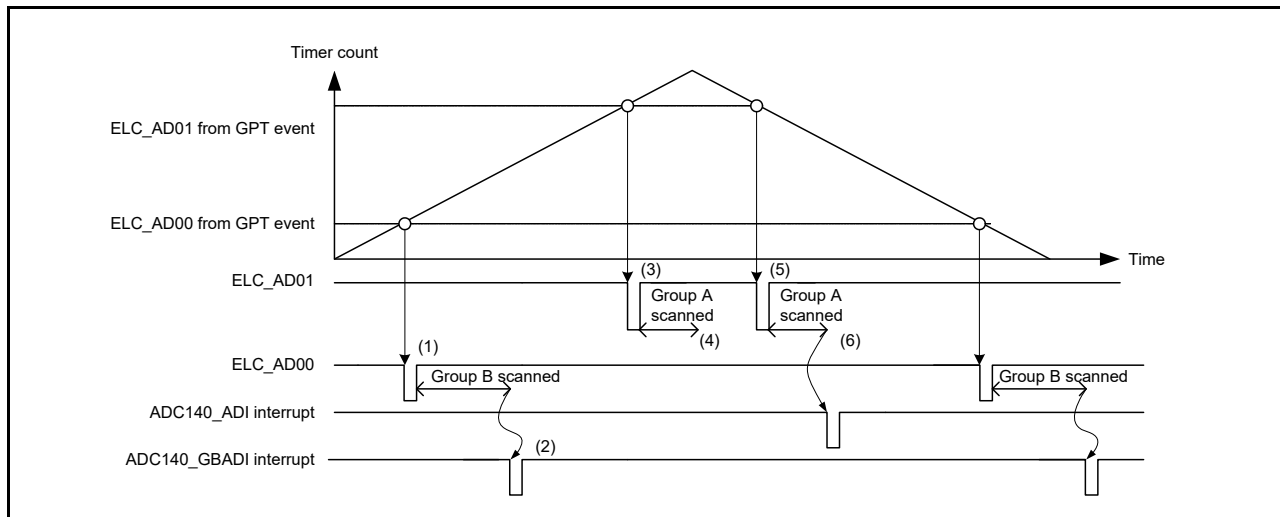 Timer count
ELC_AD01 from GPT event
ELC_AD00 from GPT event
Time
ELC_AD01
(3)
(5)
Group A
scanned
Group A
scanned
(4)
(6)
ELC_AD00
(1)
Group B scanned
Group B scanned
ADC140_ADI interrupt
(2)
ADC140_GBADI interrupt